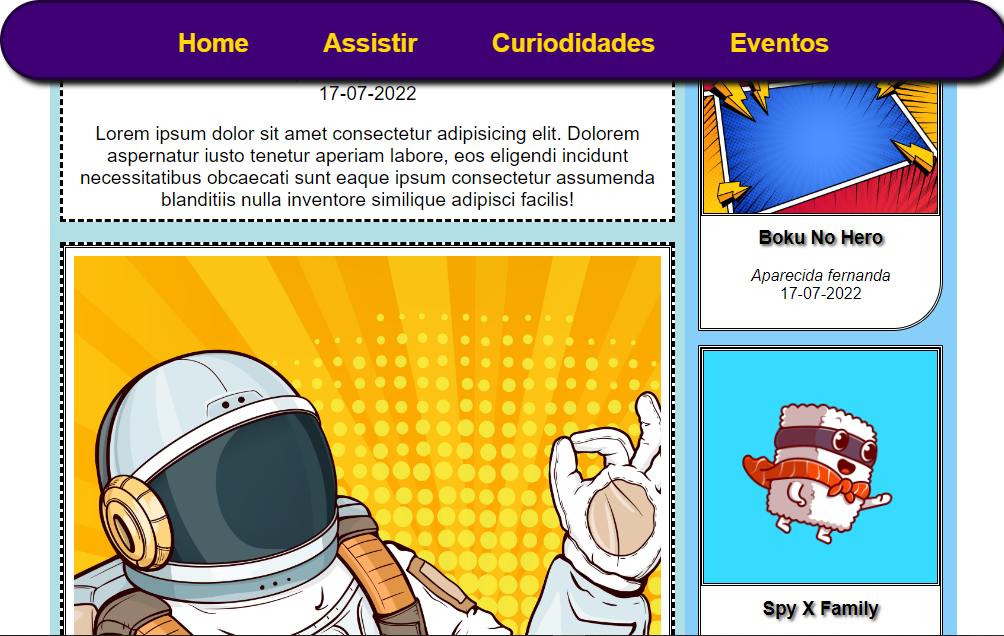 Home Assistir Curiodidades Eventos
17-07-2022
Lorem ipsum dolor sit amet consectetur adipisicing elit. Dolorem
aspernatur iusto tenetur aperiam labore, eos eligendi incidunt
necessitatibus obcaecati sunt eaque ipsum consectetur assumenda
blanditiis nulla inventore similique adipisci facilis!
Boku No Hero
Aparecida fernanda
17-07-2022
Spy X Family